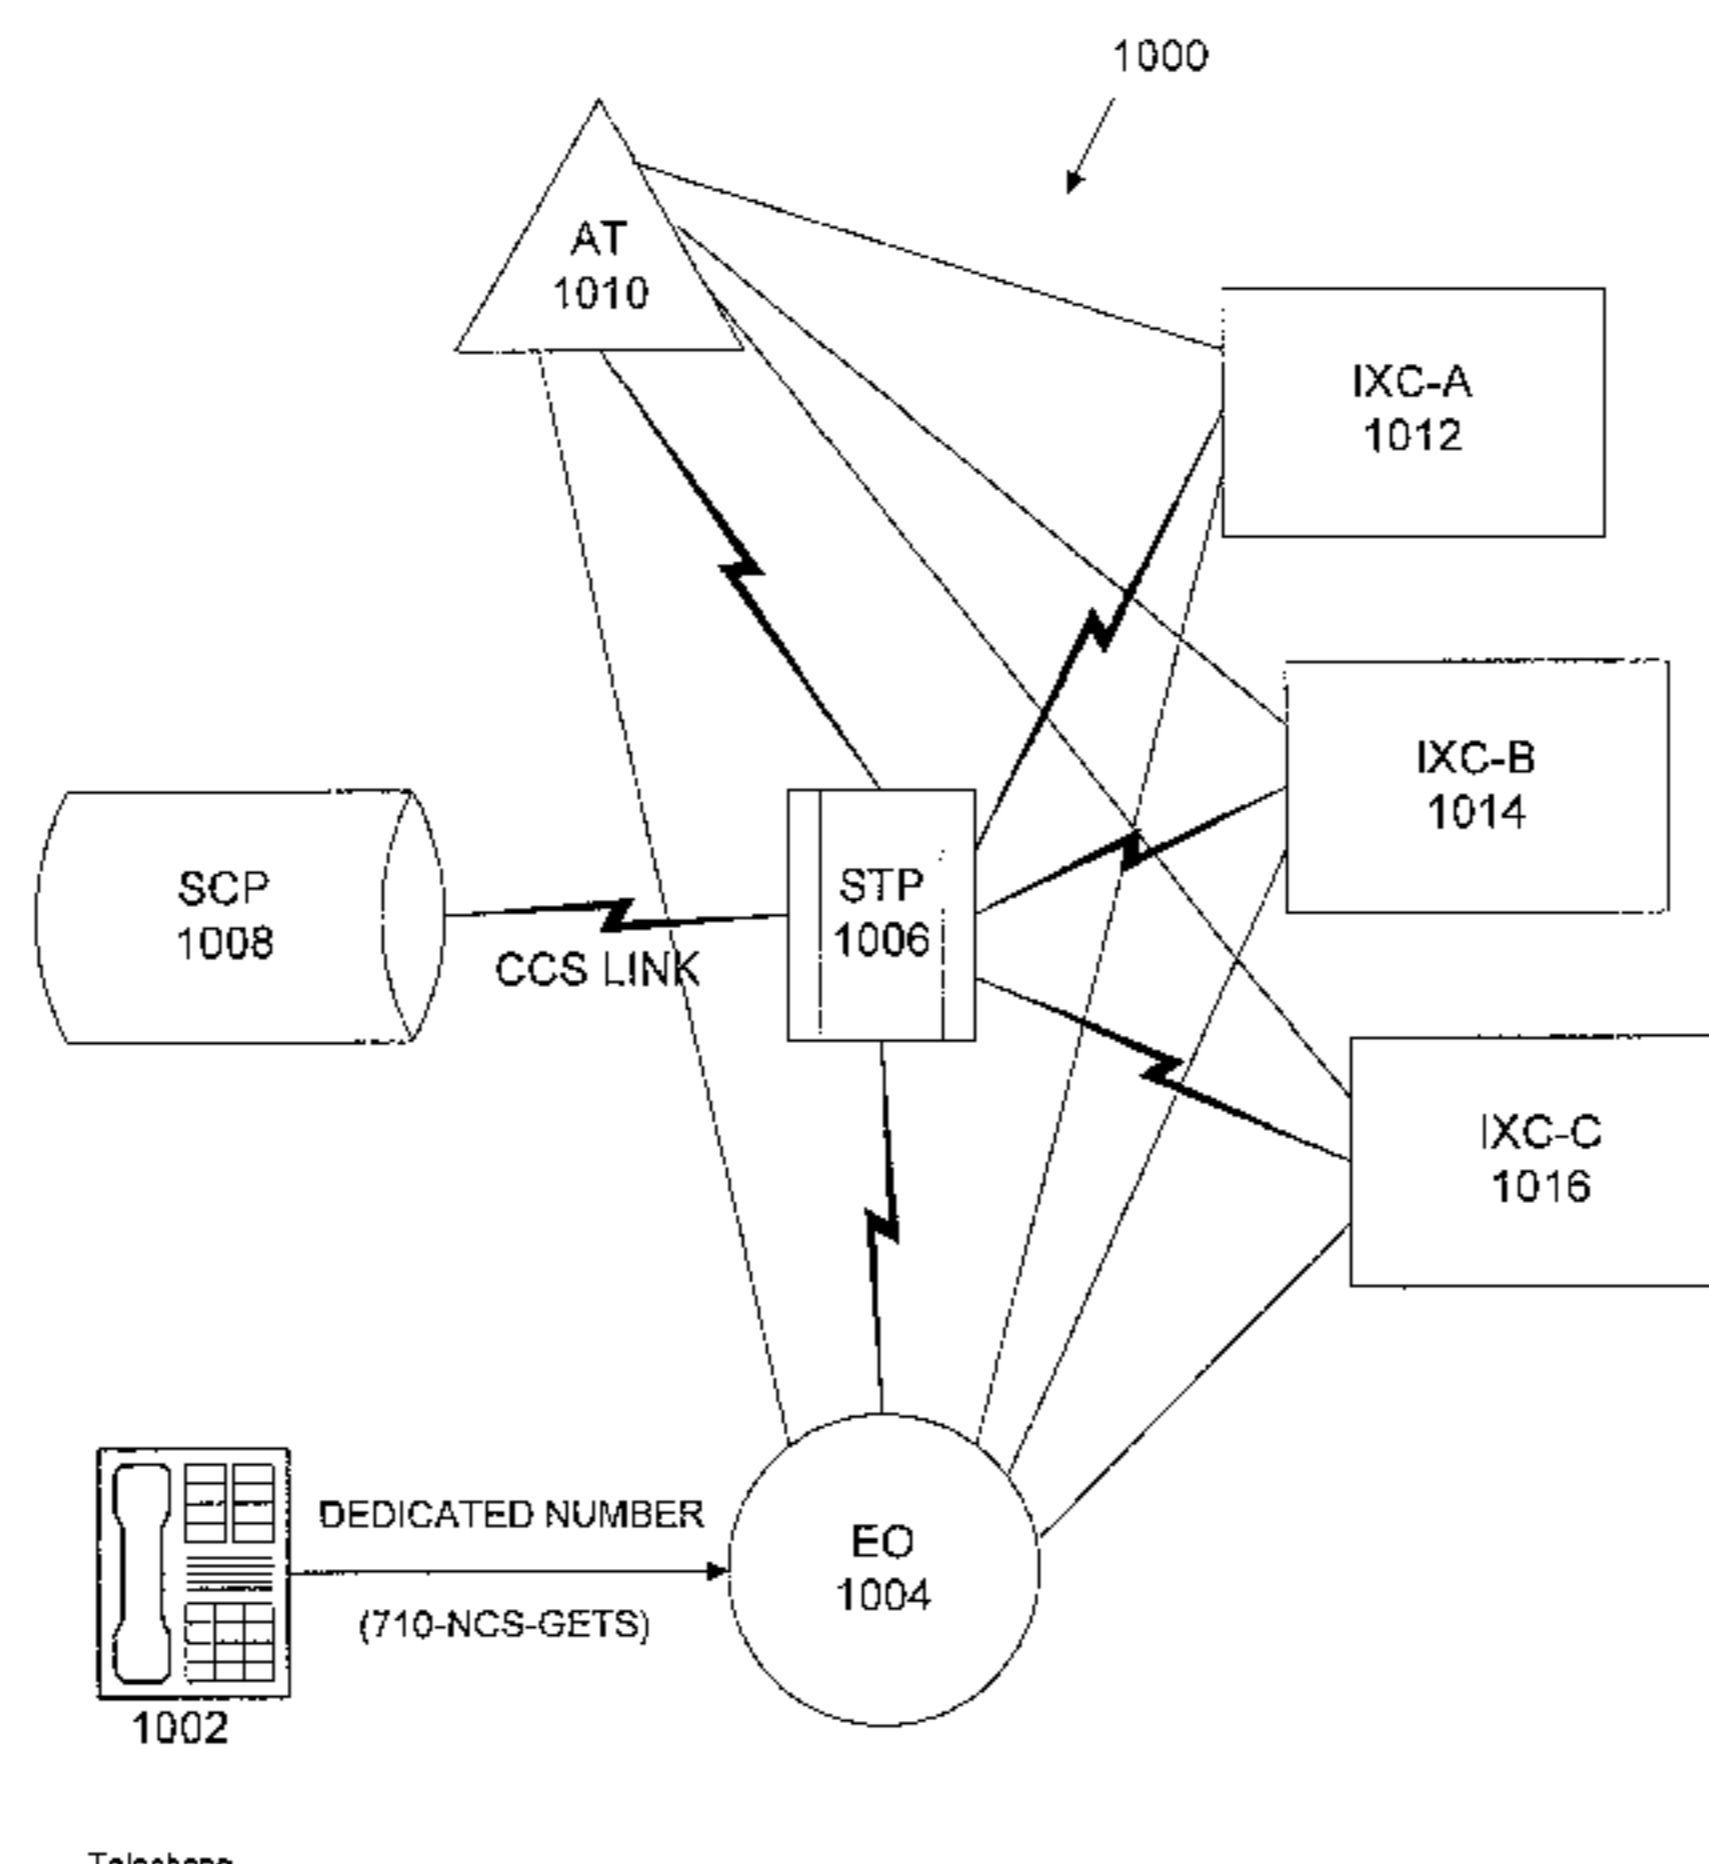 1000
AT
1010
IXC-A
1012
IXC-B
1014
SCP
1008
STP
1006
CCS LINK
IXC-C
1016
DEDICATED NUMBER
EO
1004
(710-NCS-GETS)
1002